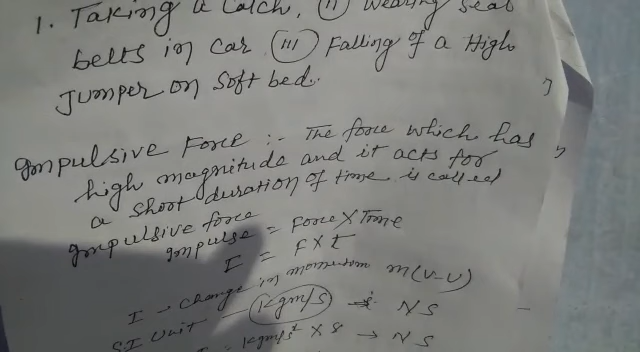 1. Taking a Catch, (ii) Wearing Seat
belts in car (iii) Falling of a High
Jumper on soft bed.
Impulsive Force :- The force which has
high magnitude and it acts for
a short duration of time is called
impulsive force
Impulse = Force X Time
I = F X t
I → Change in momentum m(v-u)
SI Unit - kgm/s → NS
kgm/s² X s → NS